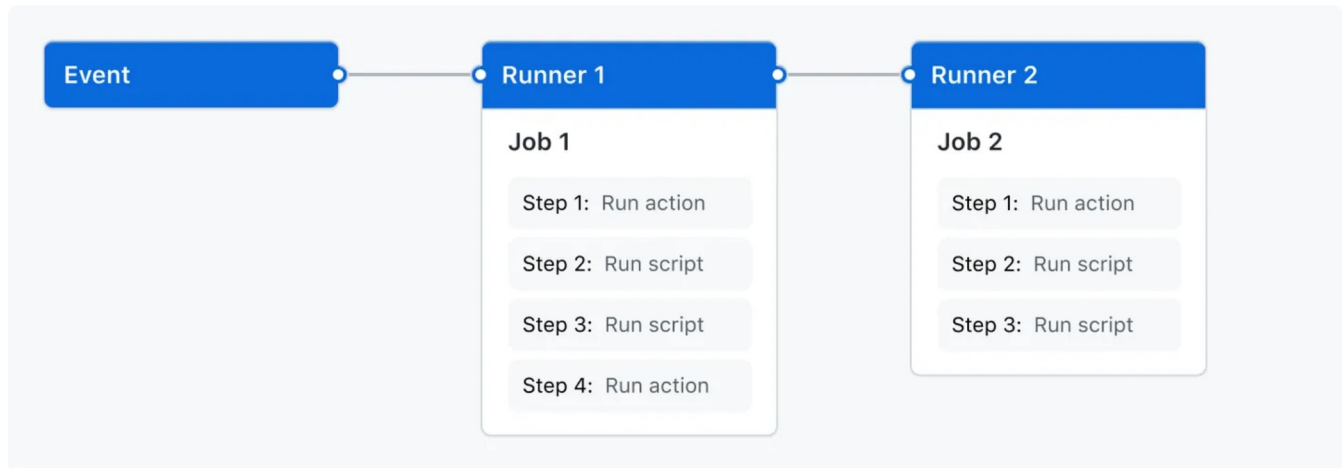 Event
Runner 1
Job 1
Step 1: Run action
Step 2: Run script
Step 3: Run script
Step 4: Run action
Runner 2
Job 2
Step 1: Run action
Step 2: Run script
Step 3: Run script